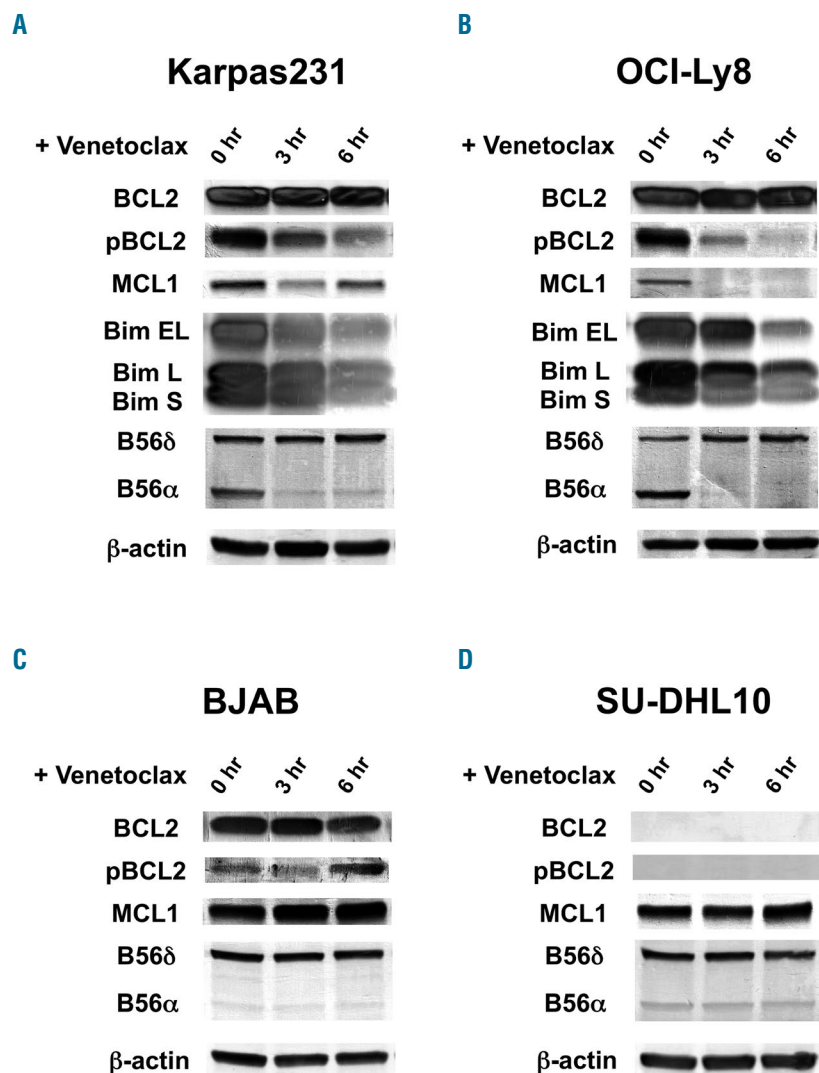 A
Karpas231
+ Venetoclax 0 hr 3 hr 6 hr
BCL2
pBCL2
MCL1
Bim EL
Bim L
Bim S
B56δ
B56α
β-actin
B
OCI-Ly8
+ Venetoclax 0 hr 3 hr 6 hr
BCL2
pBCL2
MCL1
Bim EL
Bim L
Bim S
B56δ
B56α
β-actin
C
BJAB
+ Venetoclax 0 hr 3 hr 6 hr
BCL2
pBCL2
MCL1
B56δ
B56α
β-actin
D
SU-DHL10
+ Venetoclax 0 hr 3 hr 6 hr
BCL2
pBCL2
MCL1
B56δ
B56α
β-actin